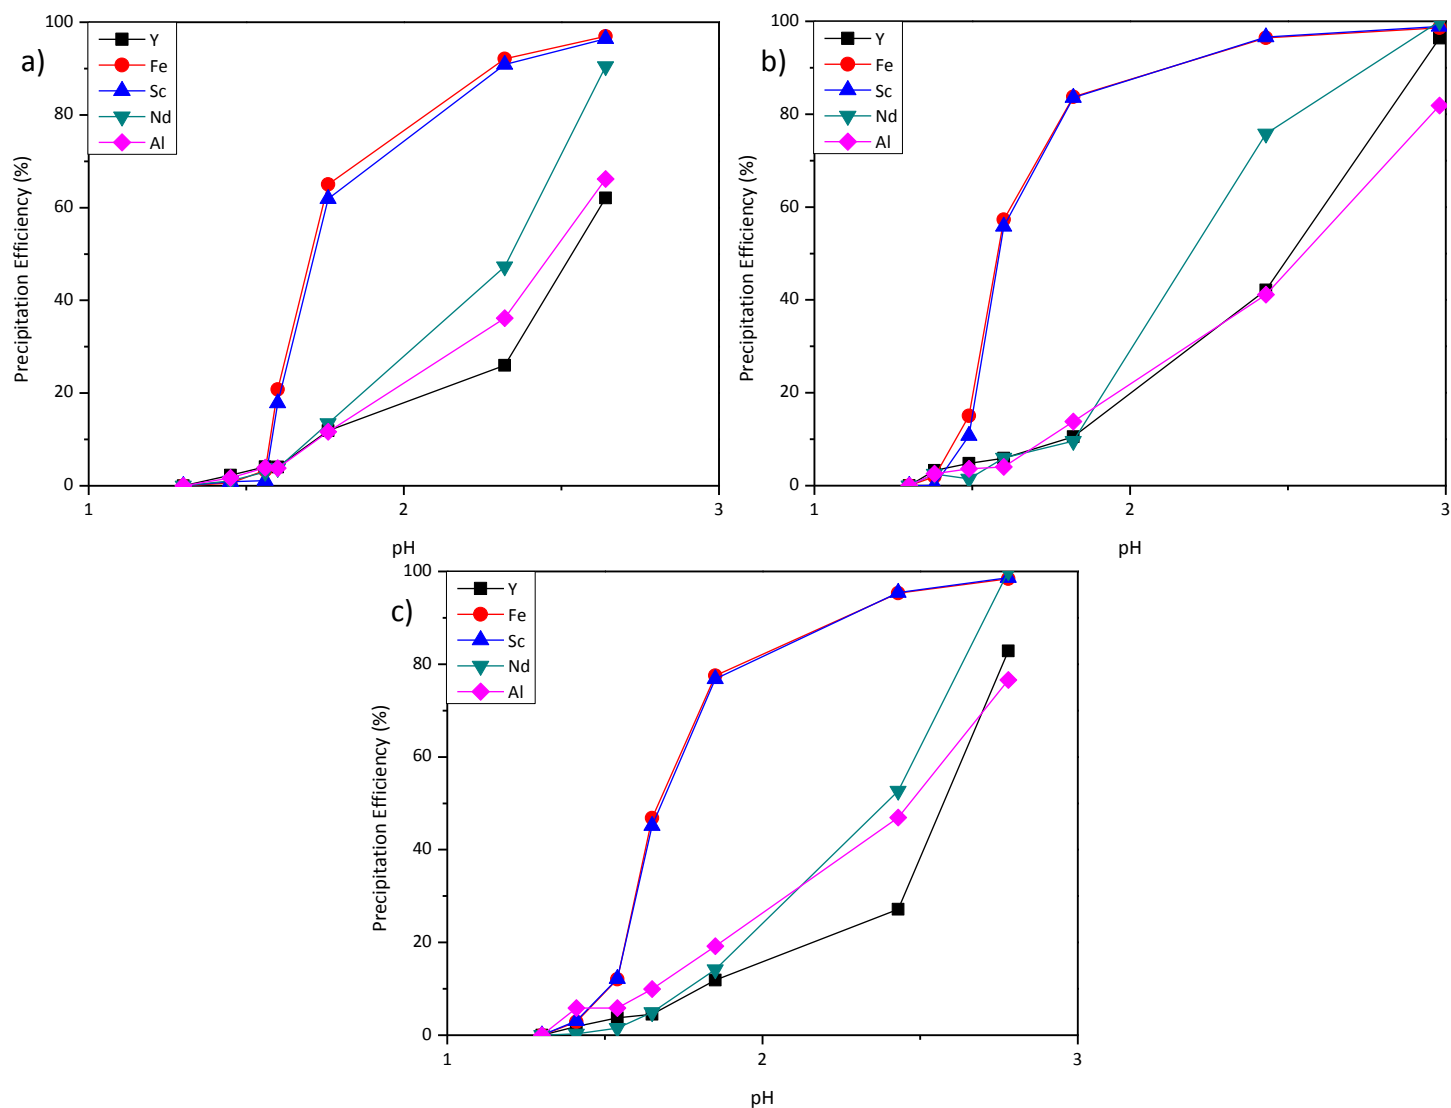 a)
Y
Fe
Sc
Nd
Al
Precipitation Efficiency (%)
100
80
60
40
20
0
1
2
3
pH
b)
Y
Fe
Sc
Nd
Al
Precipitation Efficiency (%)
100
80
60
40
20
0
1
2
3
pH
c)
Y
Fe
Sc
Nd
Al
Precipitation Efficiency (%)
100
80
60
40
20
0
1
2
3
pH